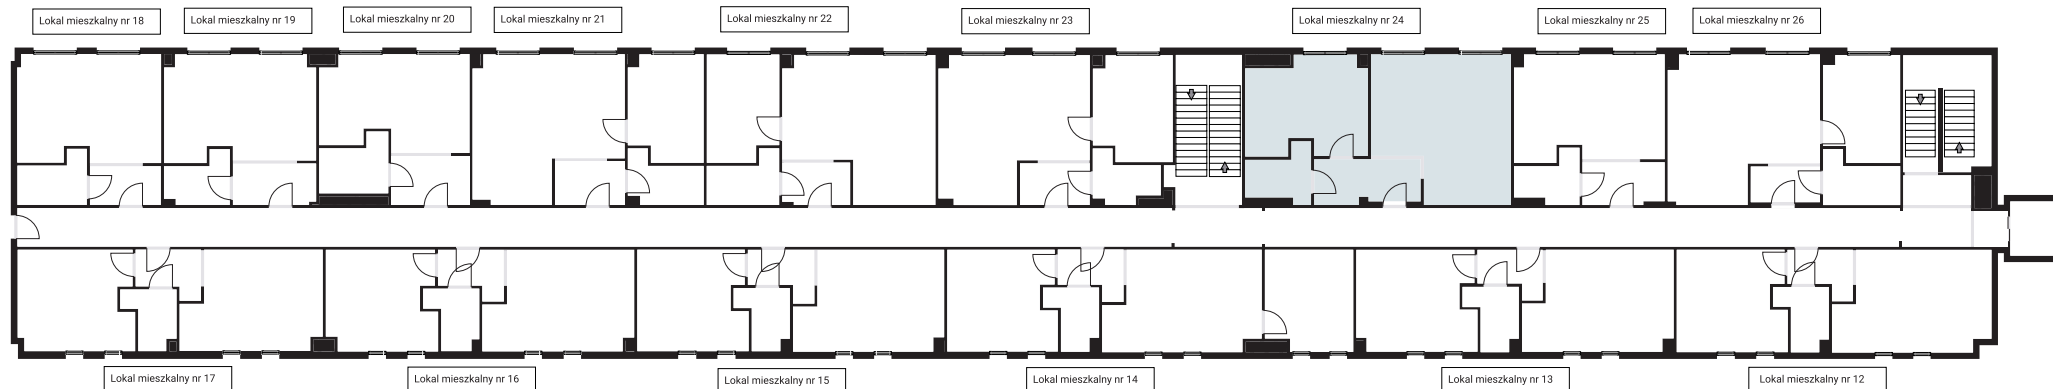 Lokal mieszkalny nr 18
Lokal mieszkalny nr 19
Lokal mieszkalny nr 20
Lokal mieszkalny nr 21
Lokal mieszkalny nr 22
Lokal mieszkalny nr 23
Lokal mieszkalny nr 24
Lokal mieszkalny nr 25
Lokal mieszkalny nr 26
Lokal mieszkalny nr 17
Lokal mieszkalny nr 16
Lokal mieszkalny nr 15
Lokal mieszkalny nr 14
Lokal mieszkalny nr 13
Lokal mieszkalny nr 12